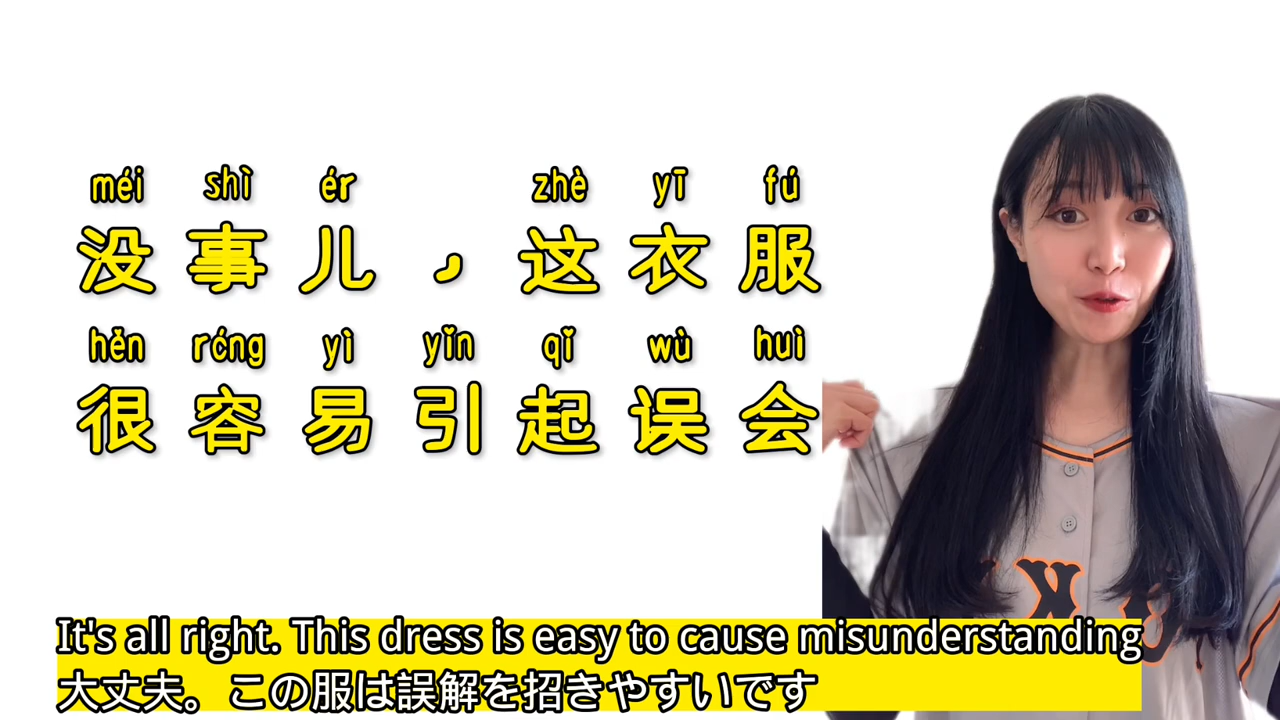 méi shì ér zhè yī fú
没事儿，这衣服
hěn róng yì yǐn qǐ wù huì
很容易引起误会
It's all right. This dress is easy to cause misunderstanding
大丈夫。この服は誤解を招きやすいです